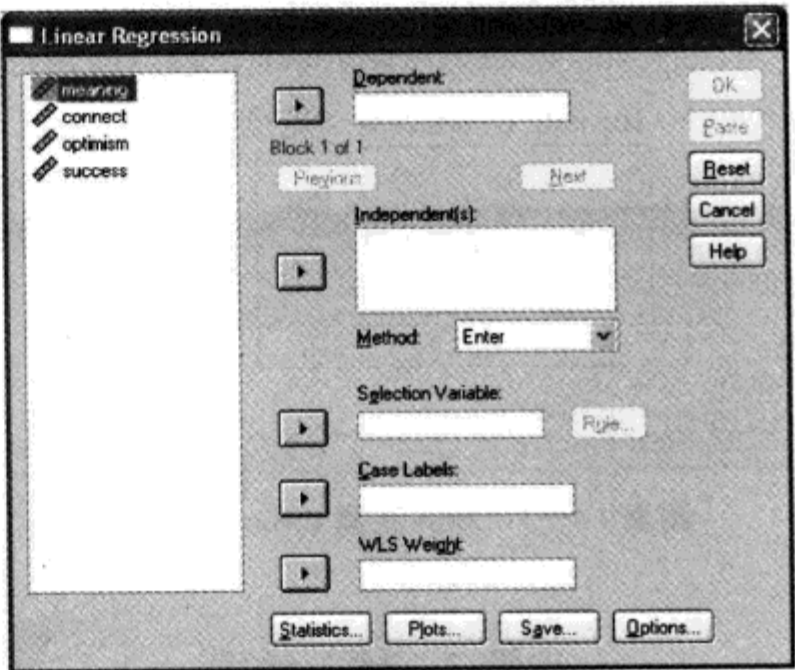 Linear Regression
meaning
connect
optimism
success
Dependent:
Block 1 of 1
Previous
Next
Independent(s):
Method:
Enter
Selection Variable:
Rule...
Case Labels:
WLS Weight:
OK
Paste
Reset
Cancel
Help
Statistics...
Plots...
Save...
Options...